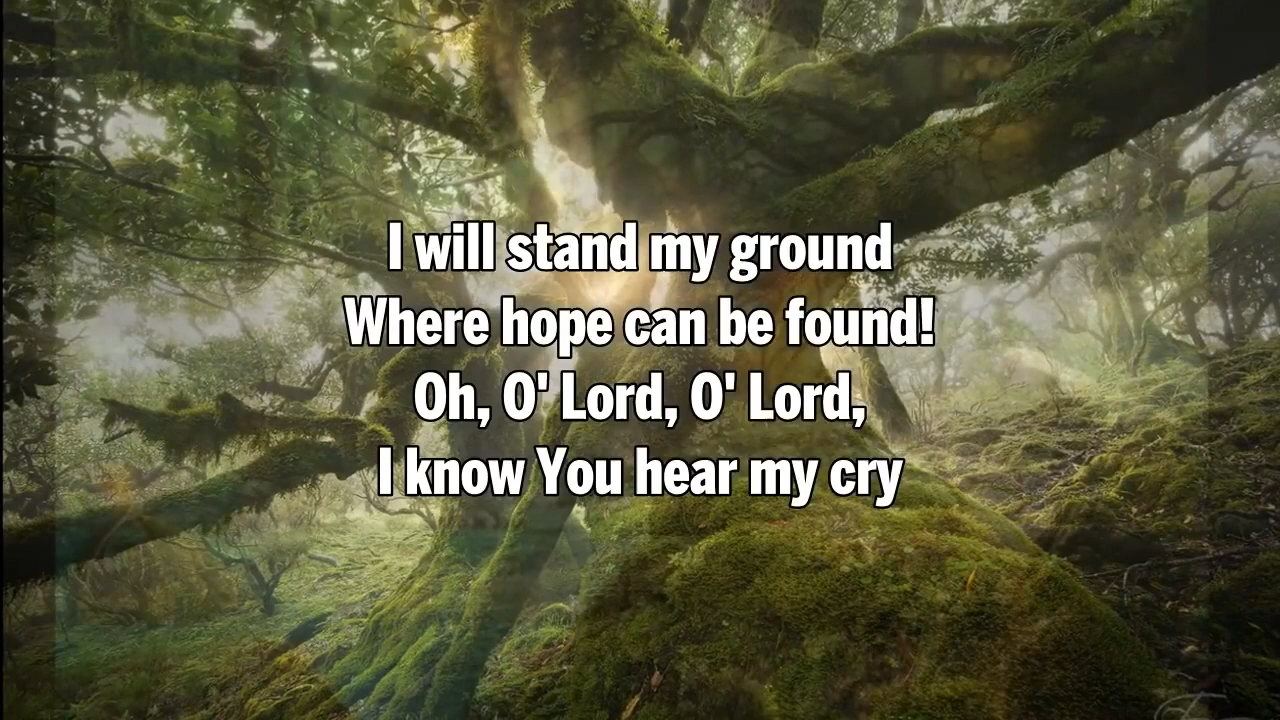 I will stand my ground
Where hope can be found!
Oh, O' Lord, O' Lord,
I know You hear my cry